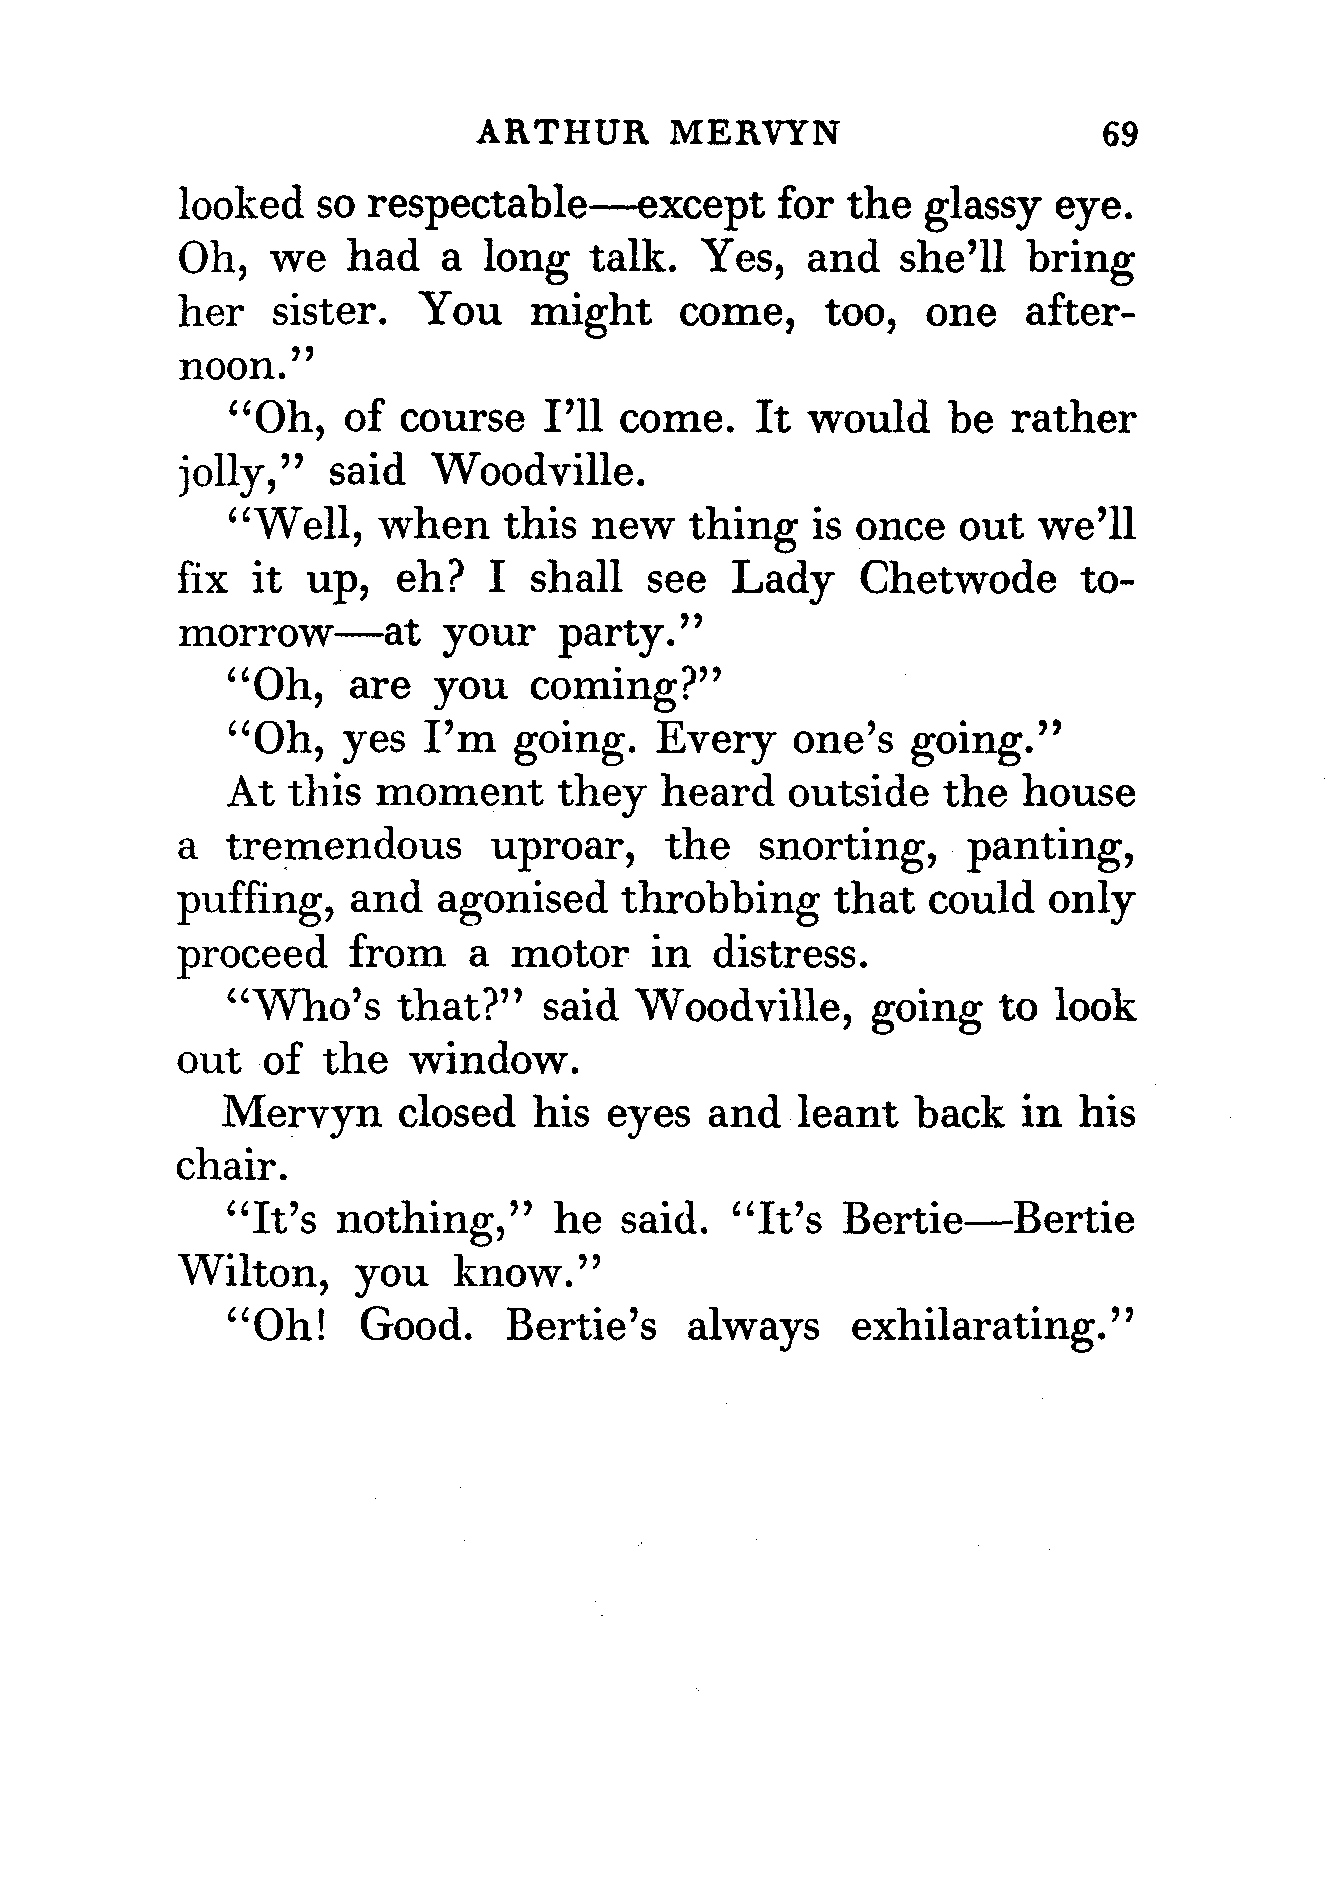 ARTHUR MERVYN 69
looked so respectable—except for the glassy eye.
Oh, we had a long talk. Yes, and she'll bring
her sister. You might come, too, one after-
noon."
"Oh, of course I'll come. It would be rather
jolly," said Woodville.
"Well, when this new thing is once out we'll
fix it up, eh? I shall see Lady Chetwode to-
morrow—at your party."
"Oh, are you coming?"
"Oh, yes I'm going. Every one's going."
At this moment they heard outside the house
a tremendous uproar, the snorting, panting,
puffing, and agonised throbbing that could only
proceed from a motor in distress.
"Who's that?" said Woodville, going to look
out of the window.
Mervyn closed his eyes and leant back in his
chair.
"It's nothing," he said. "It's Bertie—Bertie
Wilton, you know."
"Oh! Good. Bertie's always exhilarating."